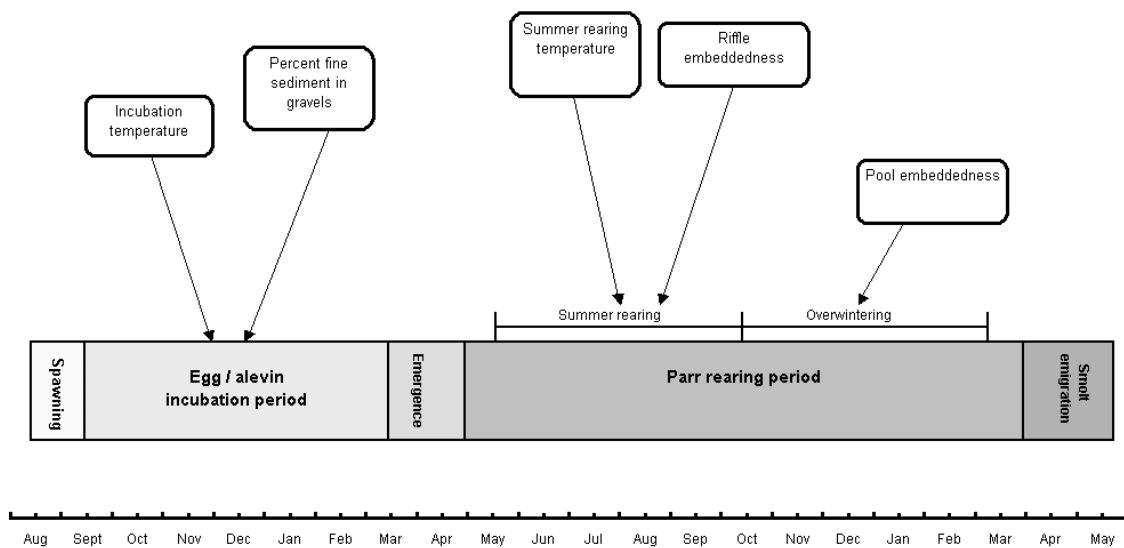 Summer rearing
temperature
Riffle
embeddedness
Percent fine
sediment in
gravels
Incubation
temperature
Pool embeddedness
Summer rearing
Overwintering
Spawning
Egg / alevin
incubation period
Emergence
Parr rearing period
Smolt
emigration
Aug Sept Oct Nov Dec Jan Feb Mar Apr May Jun Jul Aug Sep Oct Nov Dec Jan Feb Mar Apr May